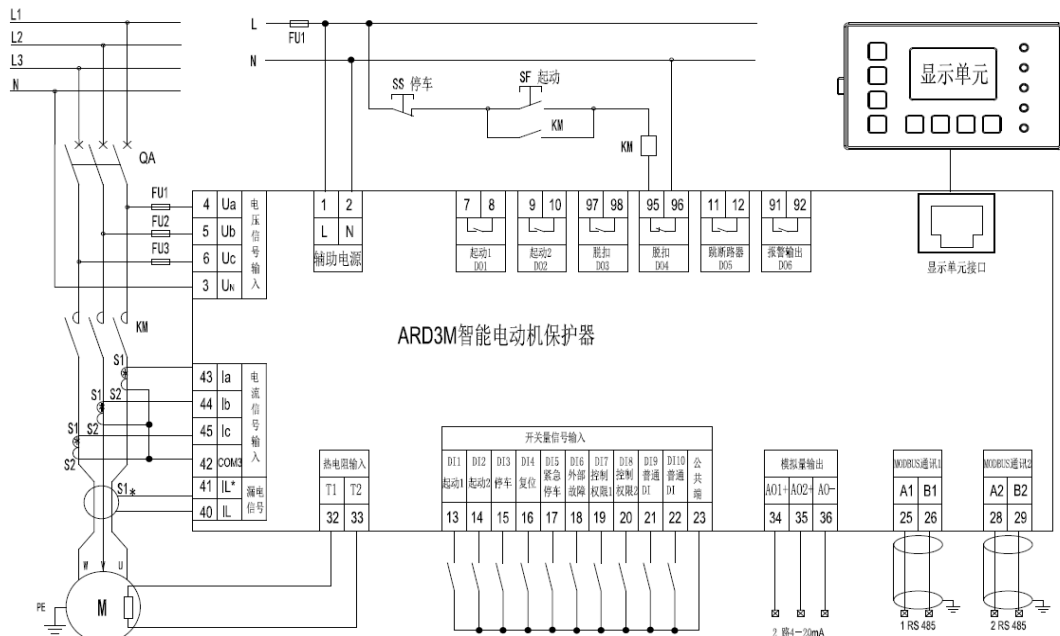 L1
L2
L3
N
L
FU1
N
SS 停车
SF 起动
KM
KM
显示单元
QA
FU1
FU2
FU3
4 Ua
5 Ub
6 Uc
3 UN
电压信号输入
1 2
L N
辅助电源
7 8
起动1
DO1
9 10
起动2
DO2
97 98
脱扣
DO3
95 96
脱扣
DO4
11 12
跳断路器
DO5
91 92
报警输出
DO6
显示单元接口
KM
ARD3M智能电动机保护器
S1
S2
S1
S2
S1
S2
43 Ia
44 Ib
45 Ic
42 COM3
电流信号输入
S1*
41 IL*
40 IL
漏电信号
热电阻输入
T1 T2
32 33
开关量信号输入
DI1 起动1 13
DI2 起动2 14
DI3 停车 15
DI4 复位 16
DI5 紧急停车 17
DI6 外部故障 18
DI7 控制权限1 19
DI8 控制权限2 20
DI9 普通DI 21
DI10 普通DI 22
公共端 23
模拟量输出
AO1+ AO2+ AO-
34 35 36
MODBUS通讯1
A1 B1
25 26
MODBUS通讯2
A2 B2
28 29
W V U
M
PE
2 路4-20mA
1 RS 485
2 RS 485